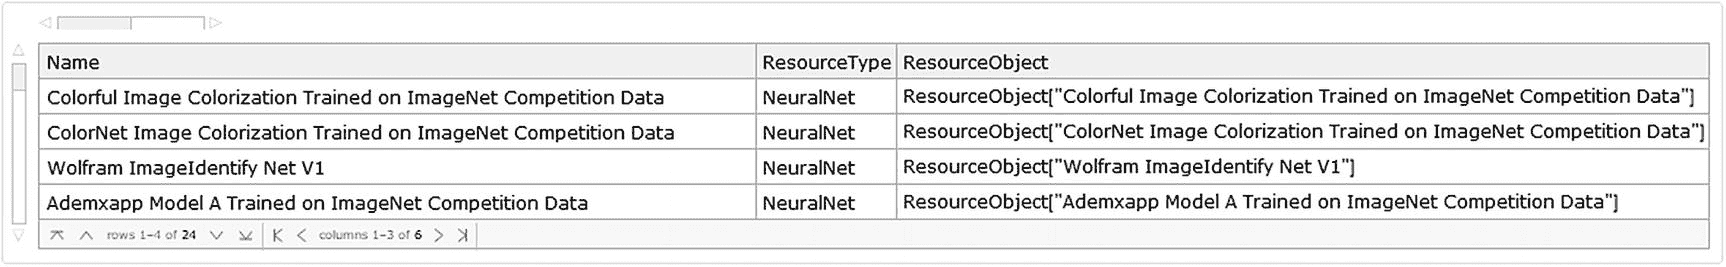 Name ResourceType ResourceObject
Colorful Image Colorization Trained on ImageNet Competition Data NeuralNet ResourceObject["Colorful Image Colorization Trained on ImageNet Competition Data"]
ColorNet Image Colorization Trained on ImageNet Competition Data NeuralNet ResourceObject["ColorNet Image Colorization Trained on ImageNet Competition Data"]
Wolfram ImageIdentify Net V1 NeuralNet ResourceObject["Wolfram ImageIdentify Net V1"]
Ademxapp Model A Trained on ImageNet Competition Data NeuralNet ResourceObject["Ademxapp Model A Trained on ImageNet Competition Data"]
rows 1–4 of 24 columns 1–3 of 6